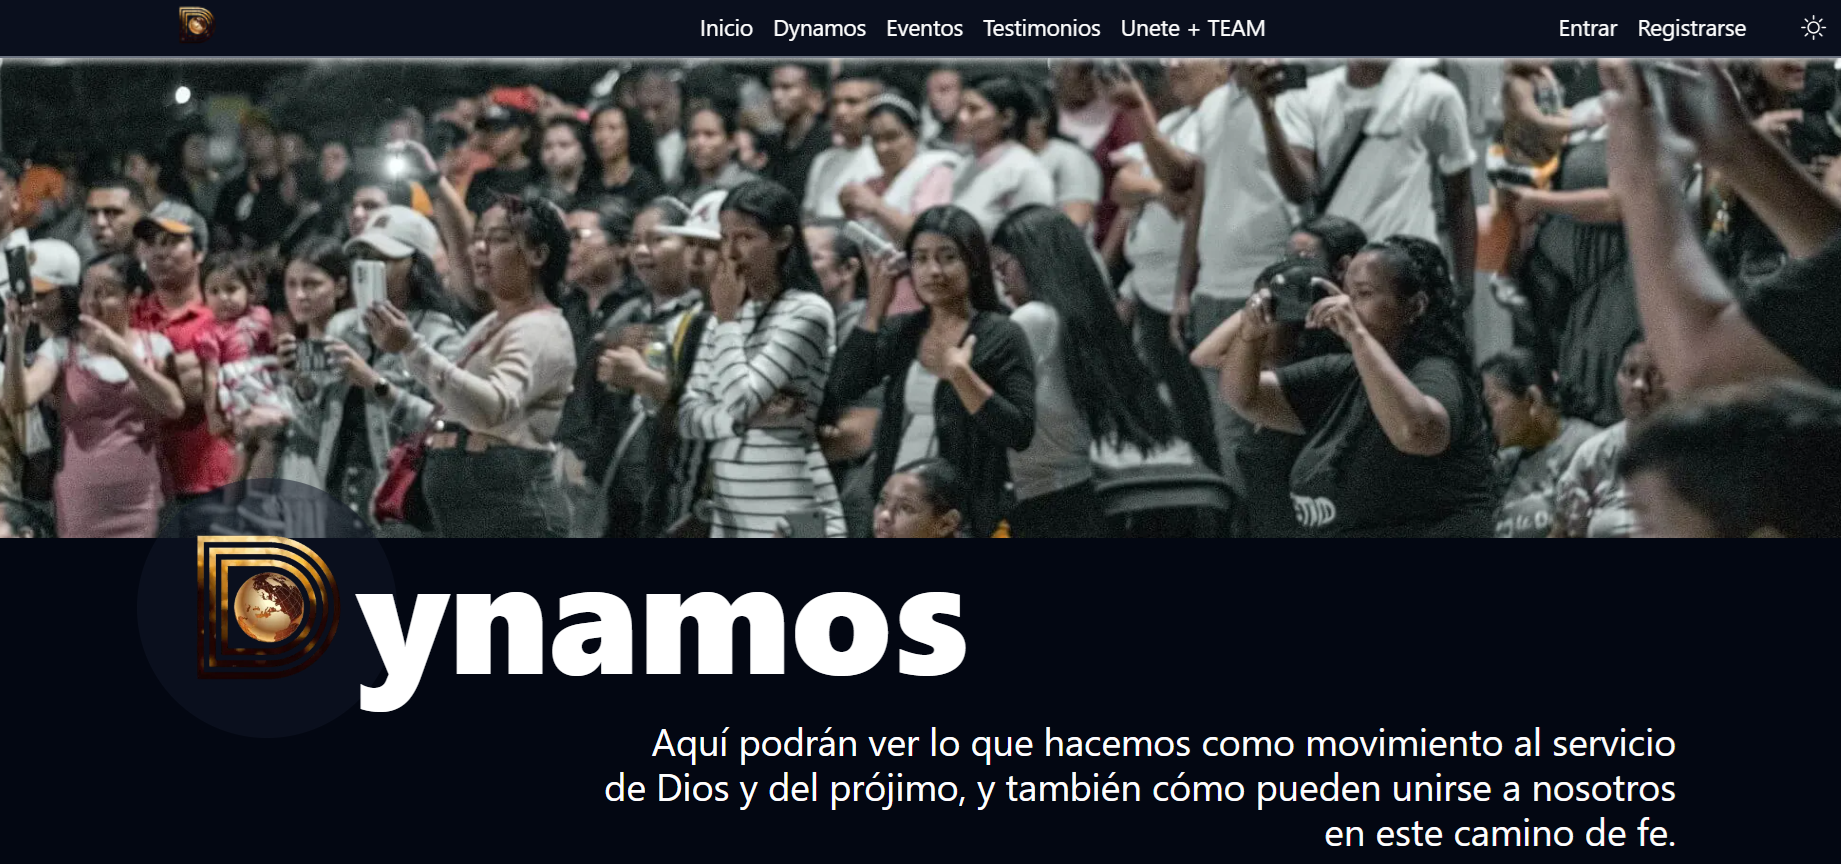 Inicio Dynamos Eventos Testimonios Unete + TEAM Entrar Registrarse
Dynamos
Aquí podrán ver lo que hacemos como movimiento al servicio
de Dios y del prójimo, y también cómo pueden unirse a nosotros
en este camino de fe.